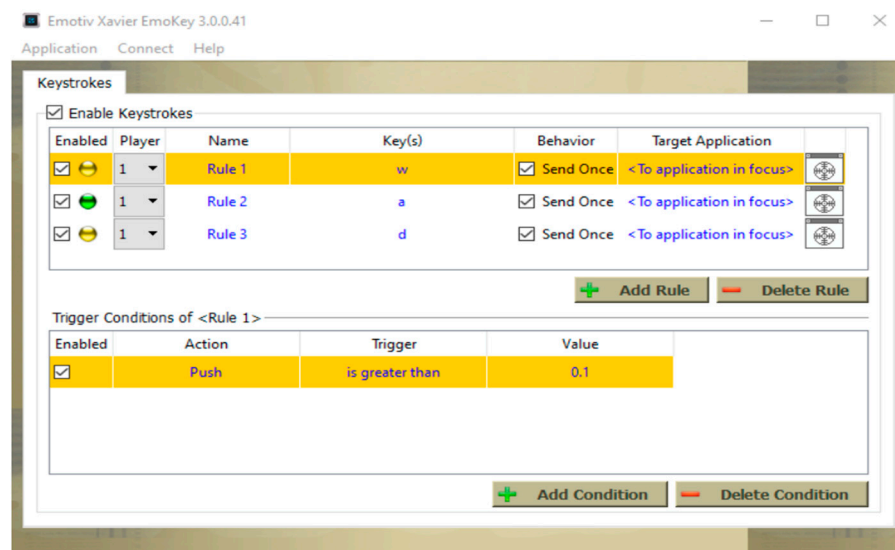 Emotiv Xavier EmoKey 3.0.0.41
Application Connect Help
Keystrokes
Enable Keystrokes
Enabled Player Name Key(s) Behavior Target Application
1 Rule 1 w Send Once <To application in focus>
1 Rule 2 a Send Once <To application in focus>
1 Rule 3 d Send Once <To application in focus>
Add Rule Delete Rule
Trigger Conditions of <Rule 1>
Enabled Action Trigger Value
Push is greater than 0.1
Add Condition Delete Condition